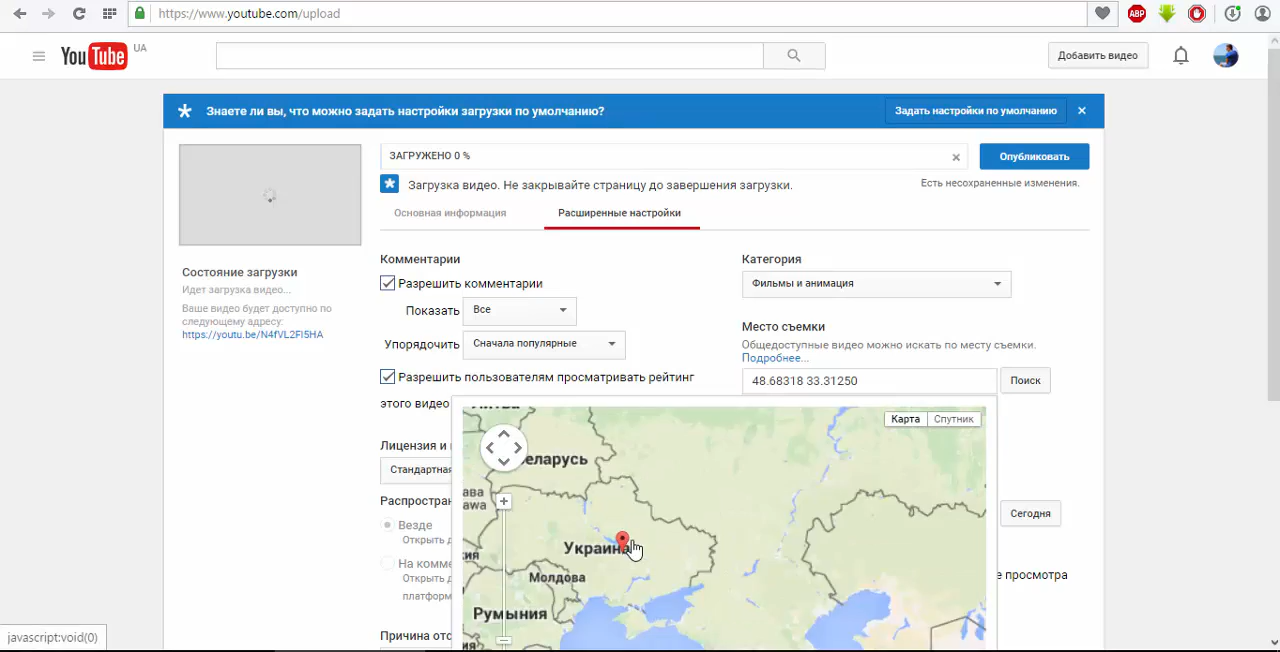 https://www.youtube.com/upload
ABP
YouTube UA
Добавить видео
Знаете ли вы, что можно задать настройки загрузки по умолчанию?
Задать настройки по умолчанию
ЗАГРУЖЕНО 0 %
Опубликовать
Загрузка видео. Не закрывайте страницу до завершения загрузки.
Есть несохраненные изменения.
Основная информация
Расширенные настройки
Состояние загрузки
Идет загрузка видео...
Ваше видео будет доступно по
следующему адресу:
https://youtu.be/N4fVL2FI5HA
Комментарии
Разрешить комментарии
Показать Все
Упорядочить Сначала популярные
Разрешить пользователям просматривать рейтинг
этого видео
Лицензия и
Стандартная
Распростран
Везде
Открыть д
На комме
Открыть д
платформ
Причина отс
Категория
Фильмы и анимация
Место съемки
Общедоступные видео можно искать по месту съемки.
Подробнее...
48.68318 33.31250
Поиск
Карта Спутник
Литва
еларусь
ава
awa
Украина
ия
Молдова
Румыния
Сегодня
е просмотра
javascript:void(0)